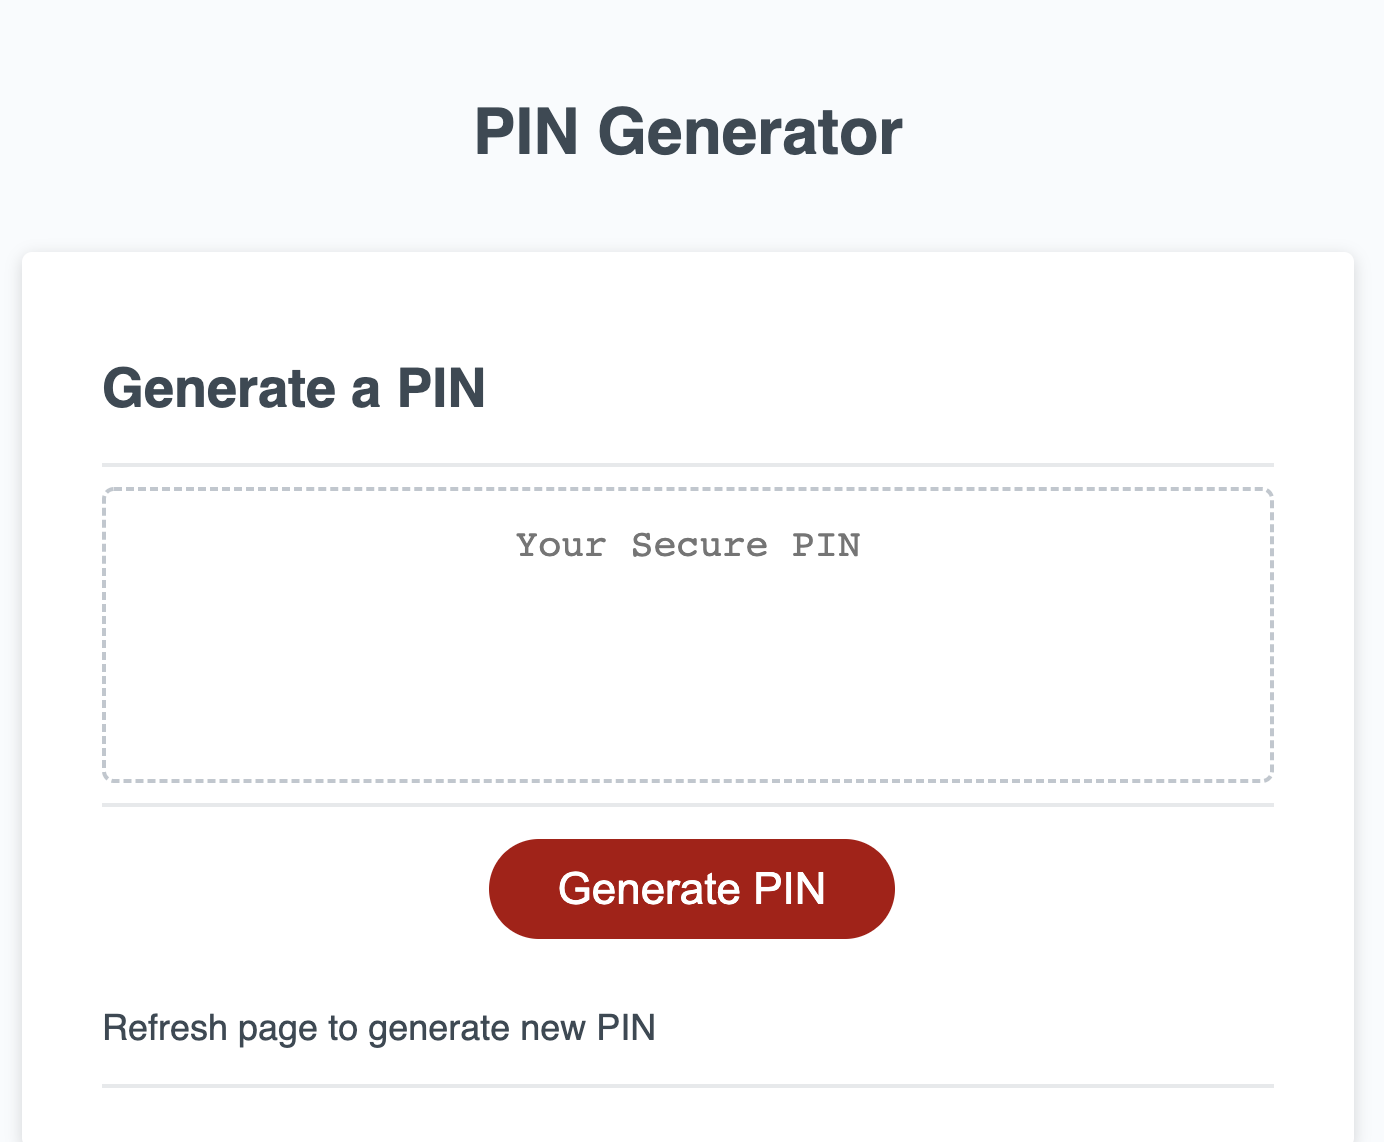 PIN Generator
Generate a PIN
Your Secure PIN
Generate PIN
Refresh page to generate new PIN